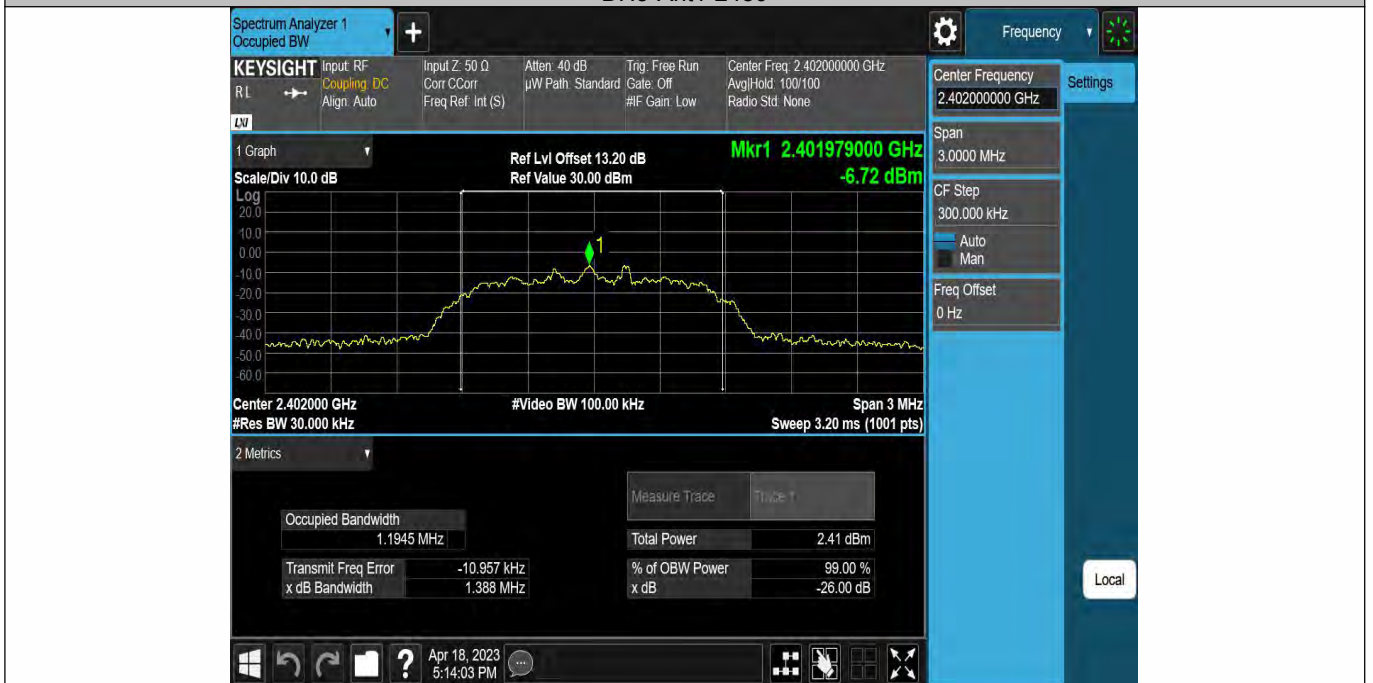 Spectrum Analyzer 1
Occupied BW
Frequency
KEYSIGHT
RL
LXI
Input: RF
Coupling: DC
Align: Auto
Input Z: 50 Ω
Corr CCorr
Freq Ref: Int (S)
Atten: 40 dB
µW Path: Standard
Trig: Free Run
Gate: Off
#IF Gain: Low
Center Freq: 2.402000000 GHz
Avg|Hold: 100/100
Radio Std: None
Center Frequency
2.402000000 GHz
Settings
Span
3.0000 MHz
CF Step
300.000 kHz
Auto
Man
Freq Offset
0 Hz
Local
1 Graph
Scale/Div 10.0 dB
Ref Lvl Offset 13.20 dB
Ref Value 30.00 dBm
Mkr1 2.401979000 GHz
-6.72 dBm
Log
20.0
10.0
0.00
-10.0
-20.0
-30.0
-40.0
-50.0
-60.0
1
Center 2.402000 GHz
#Video BW 100.00 kHz
Span 3 MHz
#Res BW 30.000 kHz
Sweep 3.20 ms (1001 pts)
2 Metrics
Measure Trace
Trace 1
Occupied Bandwidth
1.1945 MHz
Total Power
2.41 dBm
Transmit Freq Error
-10.957 kHz
% of OBW Power
99.00 %
x dB Bandwidth
1.388 MHz
x dB
-26.00 dB
?
Apr 18, 2023
5:14:03 PM